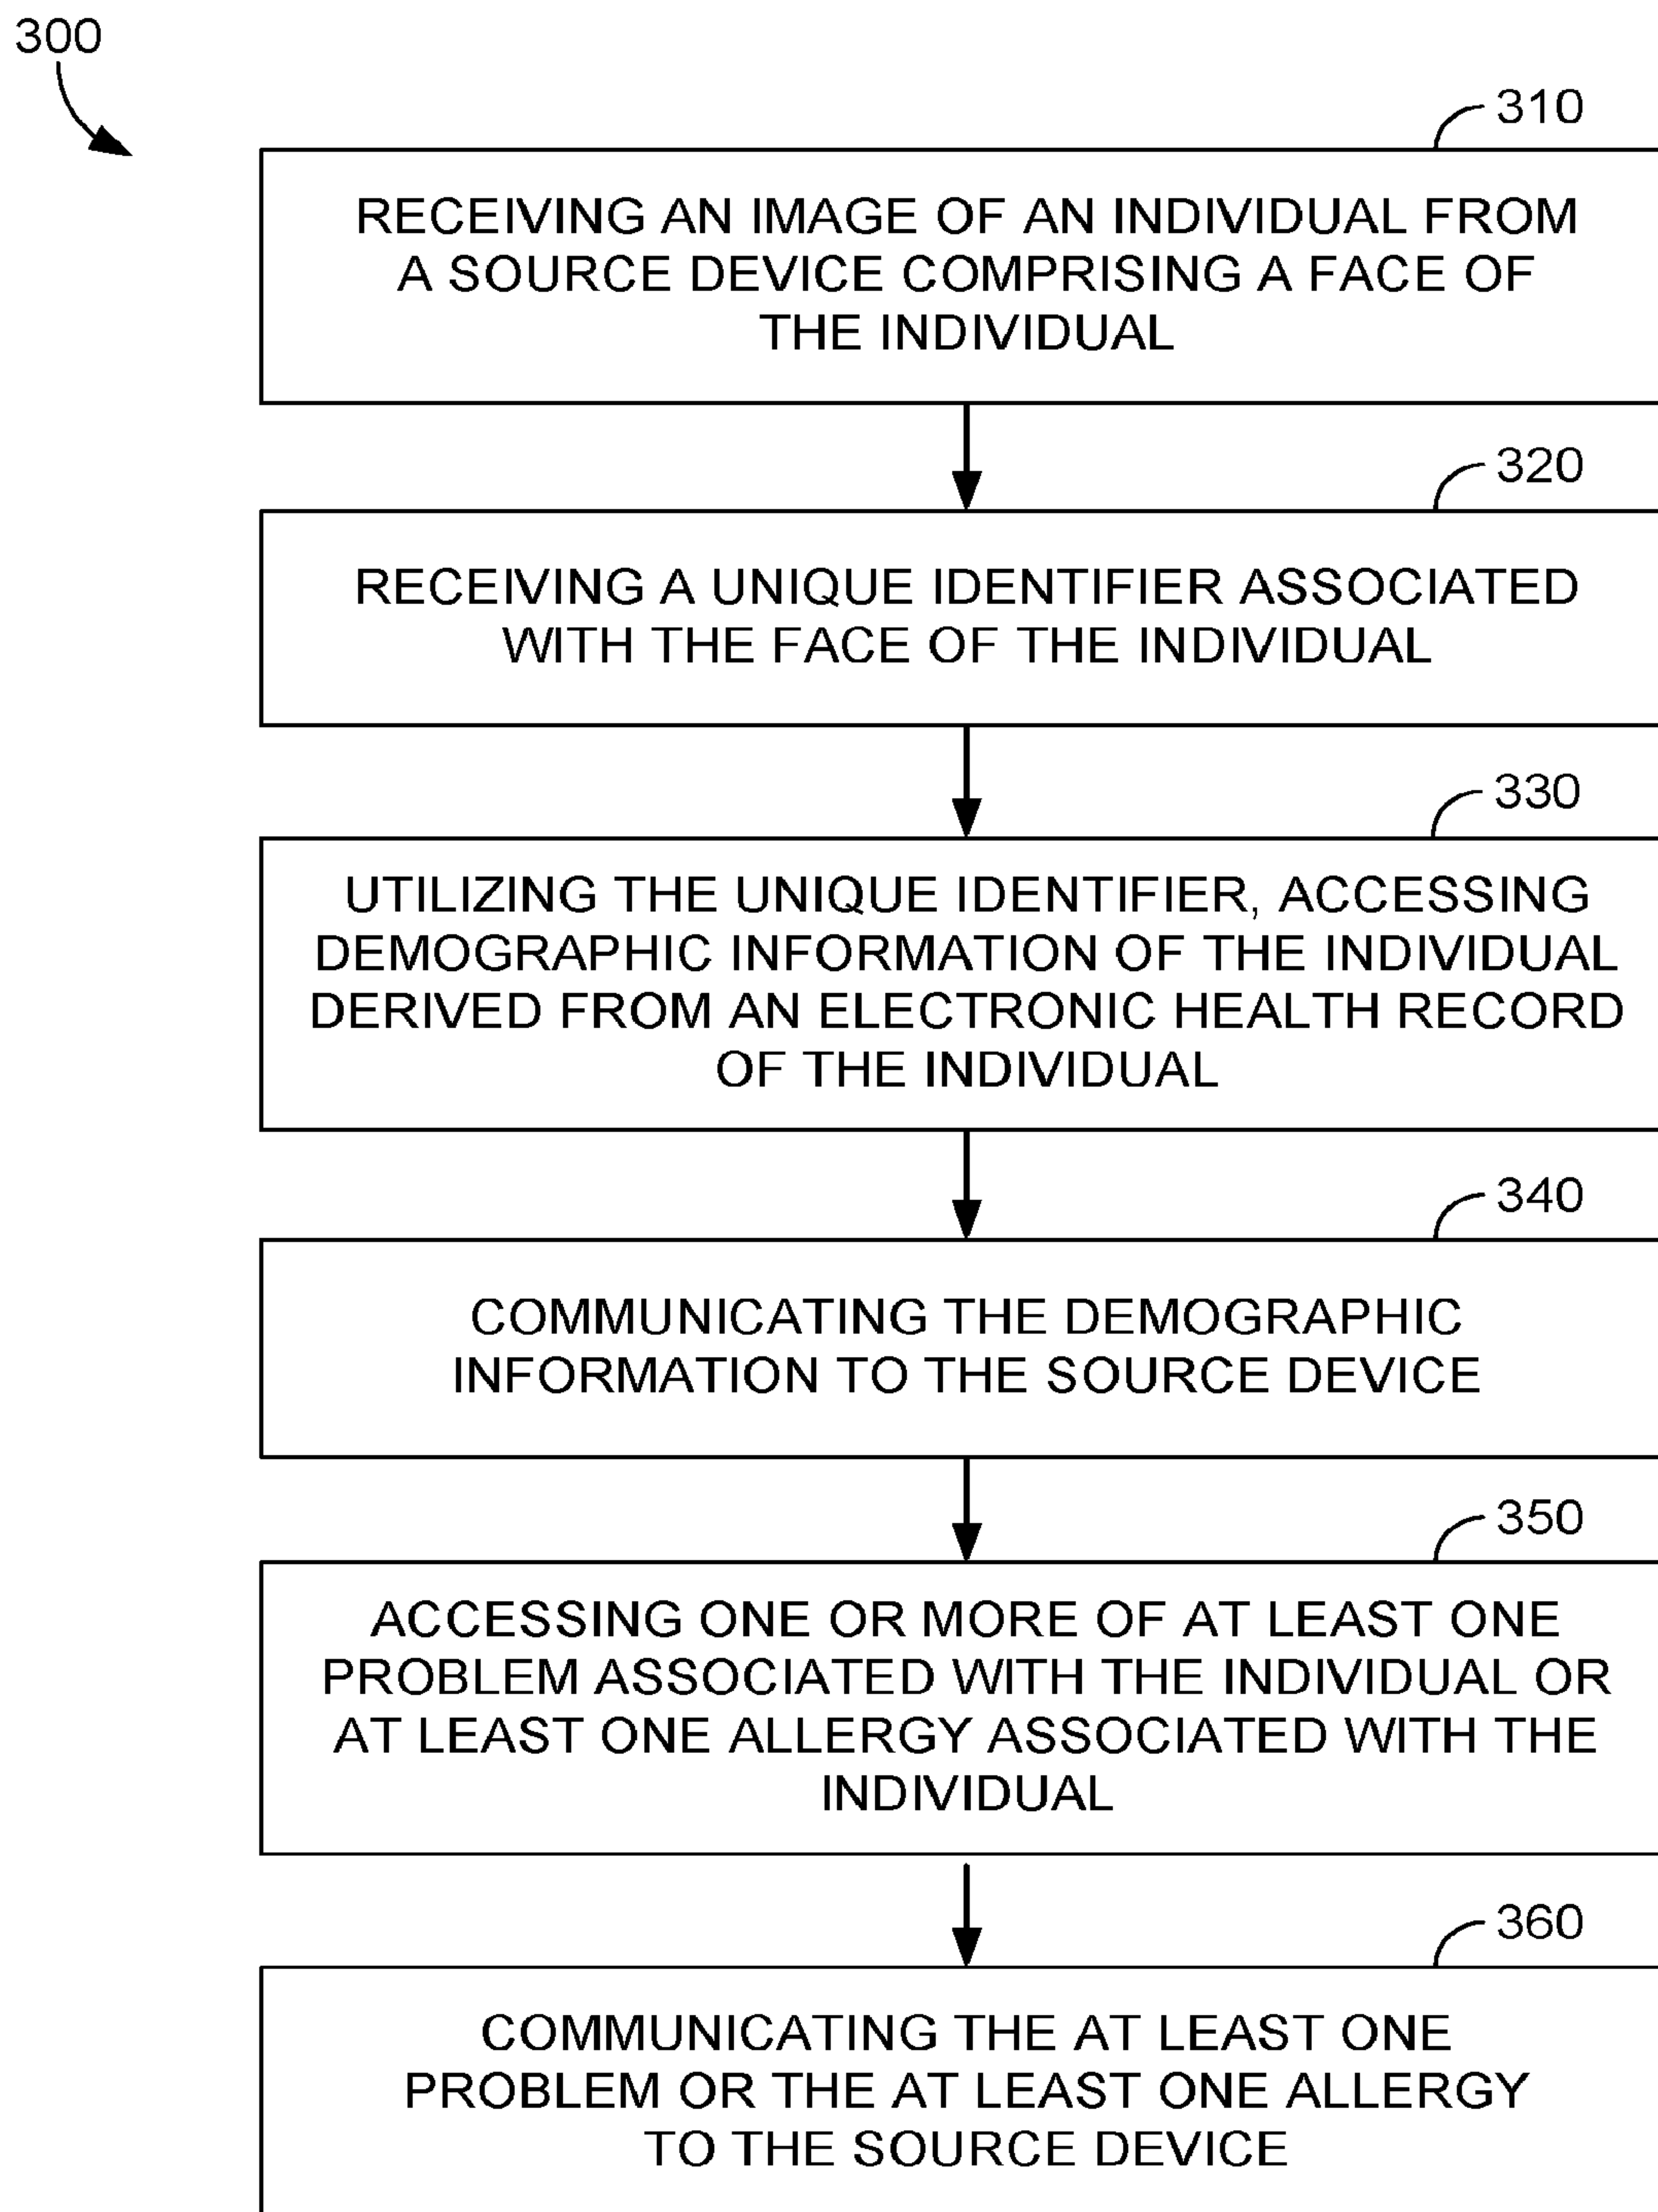 300
310
RECEIVING AN IMAGE OF AN INDIVIDUAL FROM
A SOURCE DEVICE COMPRISING A FACE OF
THE INDIVIDUAL
320
RECEIVING A UNIQUE IDENTIFIER ASSOCIATED
WITH THE FACE OF THE INDIVIDUAL
330
UTILIZING THE UNIQUE IDENTIFIER, ACCESSING
DEMOGRAPHIC INFORMATION OF THE INDIVIDUAL
DERIVED FROM AN ELECTRONIC HEALTH RECORD
OF THE INDIVIDUAL
340
COMMUNICATING THE DEMOGRAPHIC
INFORMATION TO THE SOURCE DEVICE
350
ACCESSING ONE OR MORE OF AT LEAST ONE
PROBLEM ASSOCIATED WITH THE INDIVIDUAL OR
AT LEAST ONE ALLERGY ASSOCIATED WITH THE
INDIVIDUAL
360
COMMUNICATING THE AT LEAST ONE
PROBLEM OR THE AT LEAST ONE ALLERGY
TO THE SOURCE DEVICE